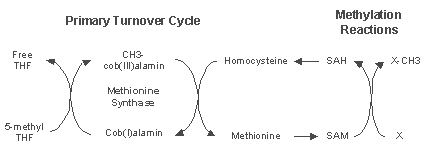 Primary Turnover Cycle
Methylation
Reactions
Free
THF
CH3-
cob(III)alamin
Homocysteine
SAH
X-CH3
Methionine
Synthase
5-methyl
THF
Cob(I)alamin
Methionine
SAM
X